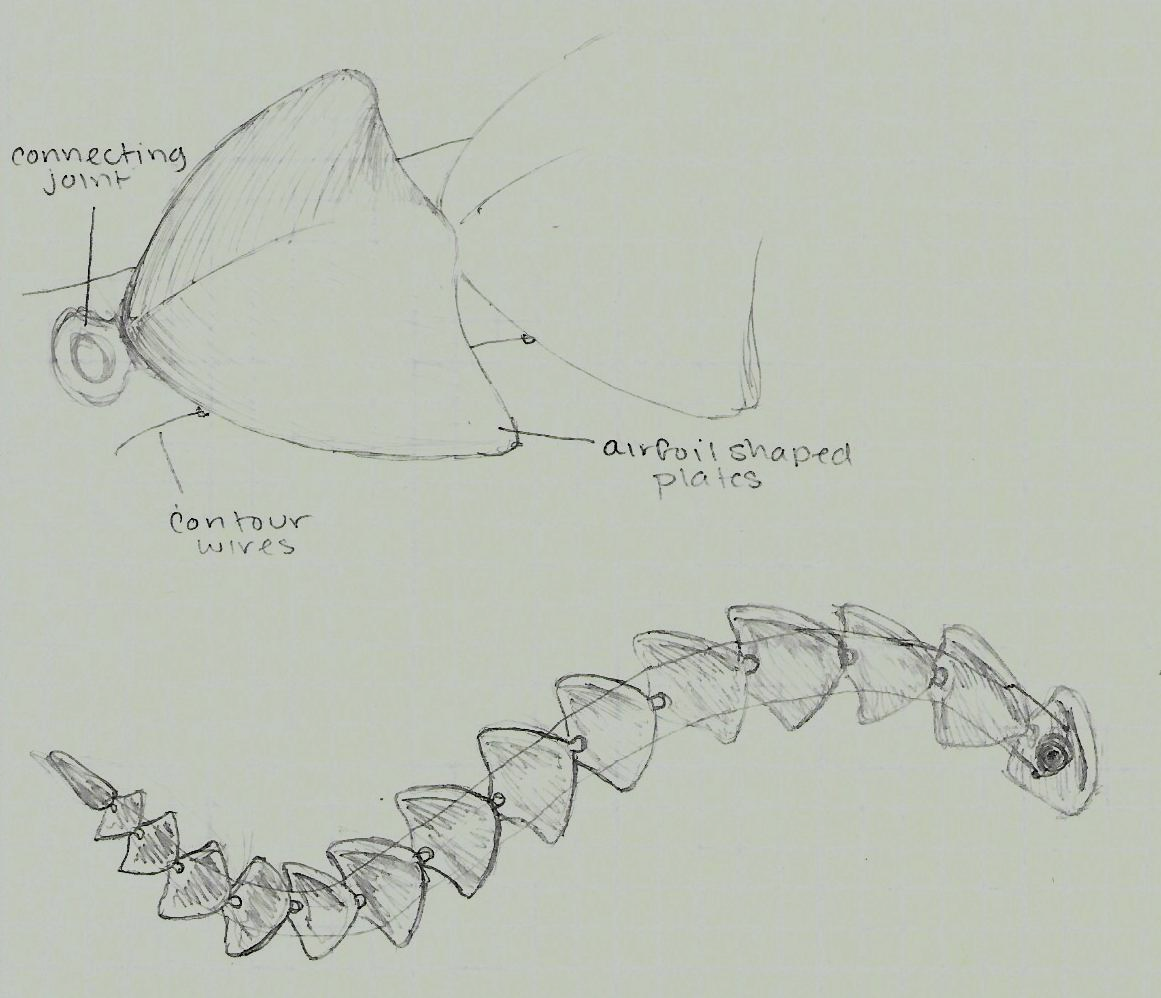 connecting
joint
airfoil shaped
plates
contour
wires